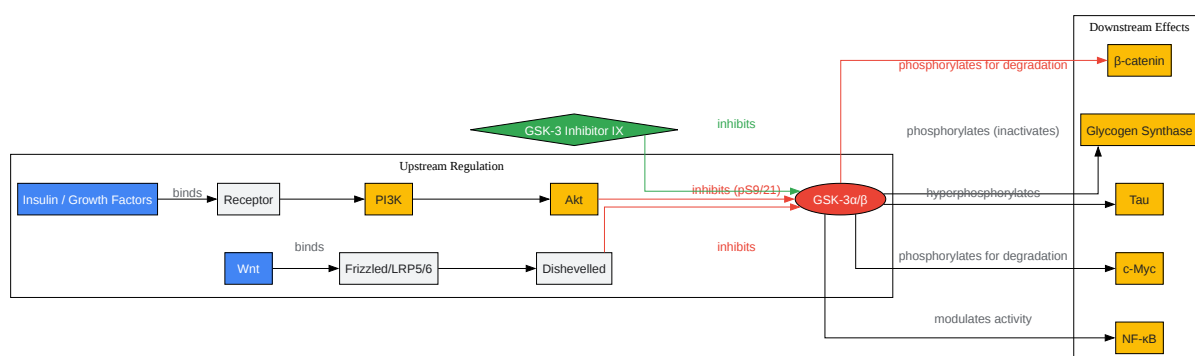 Downstream Effects
phosphorylates for degradation
β-catenin
GSK-3 Inhibitor IX
inhibits
phosphorylates (inactivates)
Glycogen Synthase
Upstream Regulation
Insulin / Growth Factors
binds
Receptor
PI3K
Akt
inhibits (pS9/21)
GSK-3α/β
hyperphosphorylates
Tau
Wnt
binds
Frizzled/LRP5/6
Dishevelled
inhibits
phosphorylates for degradation
c-Myc
modulates activity
NF-κB